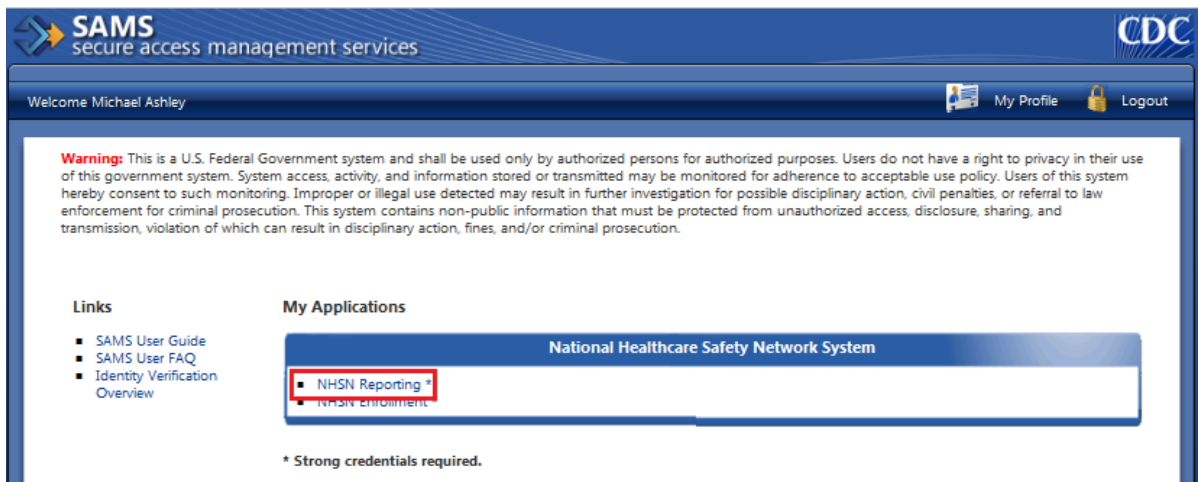 SAMS
secure access management services
CDC
Welcome Michael Ashley
My Profile
Logout
Warning: This is a U.S. Federal Government system and shall be used only by authorized persons for authorized purposes. Users do not have a right to privacy in their use
of this government system. System access, activity, and information stored or transmitted may be monitored for adherence to acceptable use policy. Users of this system
hereby consent to such monitoring. Improper or illegal use detected may result in further investigation for possible disciplinary action, civil penalties, or referral to law
enforcement for criminal prosecution. This system contains non-public information that must be protected from unauthorized access, disclosure, sharing, and
transmission, violation of which can result in disciplinary action, fines, and/or criminal prosecution.
Links
SAMS User Guide
SAMS User FAQ
Identity Verification
Overview
My Applications
National Healthcare Safety Network System
NHSN Reporting *
NHSN Enrollment *
* Strong credentials required.